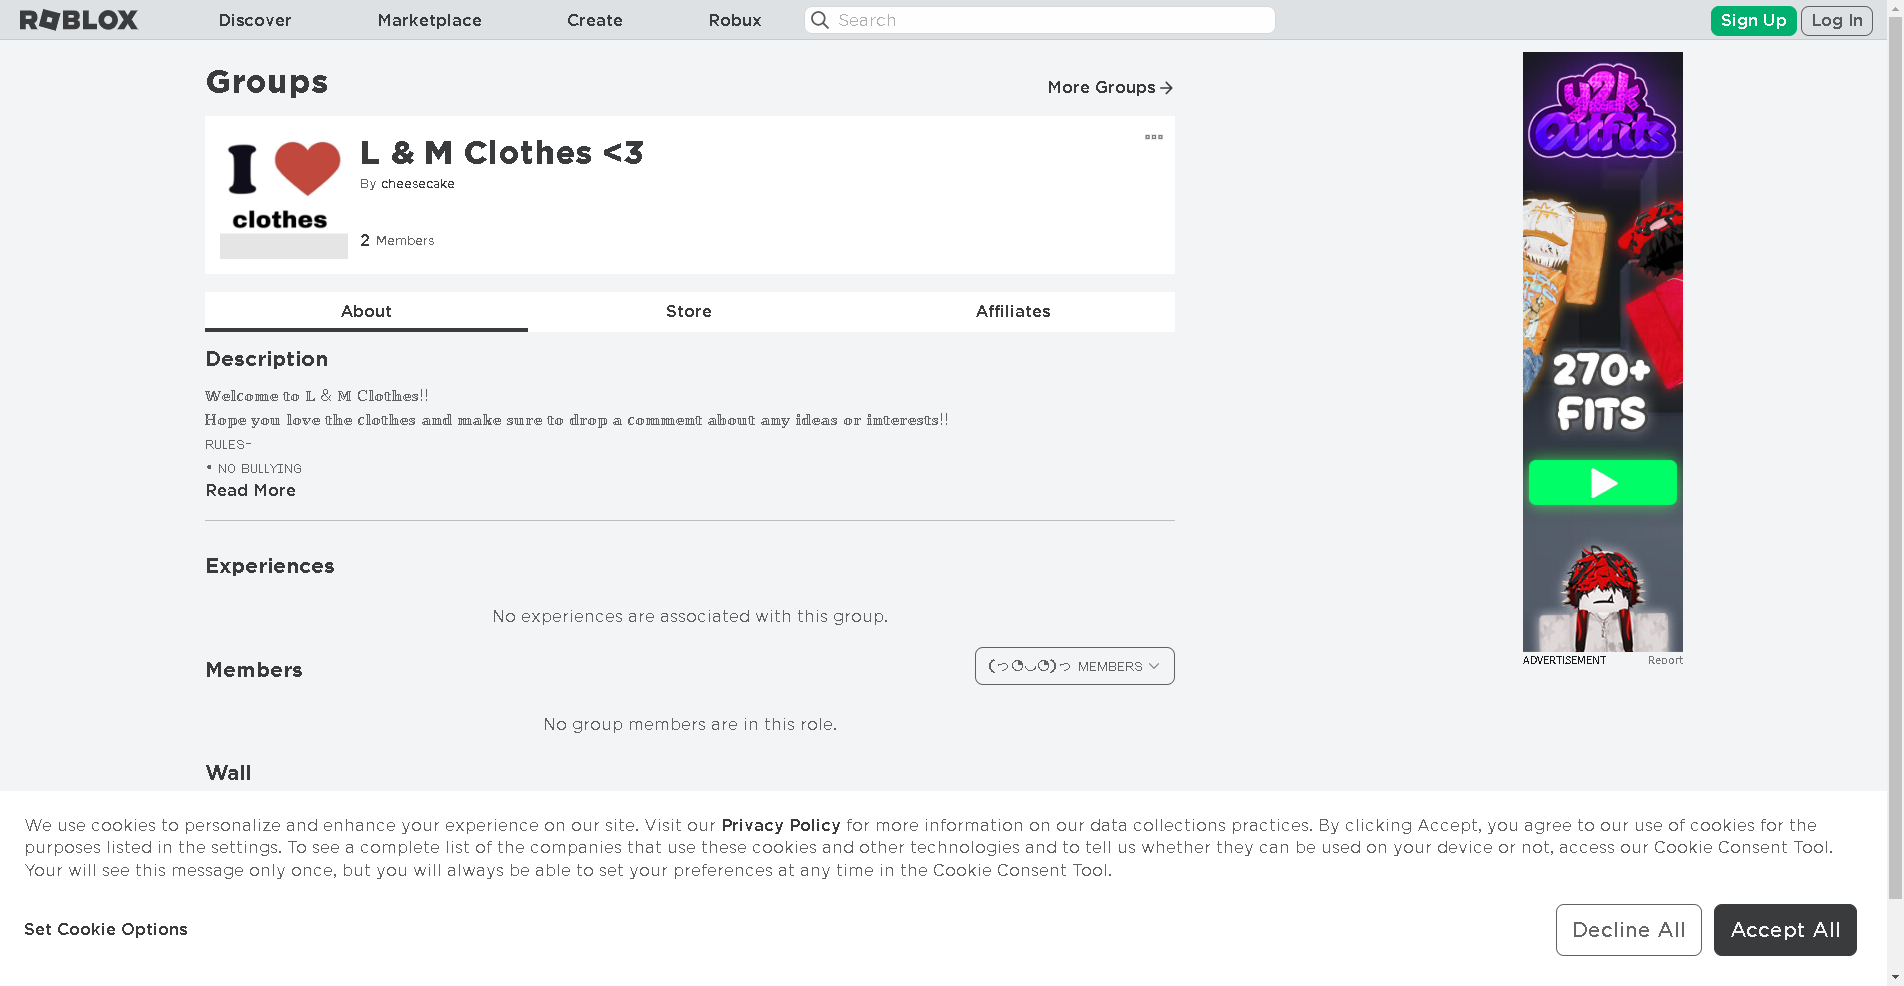 ROBLOX Discover Marketplace Create Robux Search Sign Up Log In
Groups
More Groups
I ❤ clothes
L & M Clothes <3
By cheesecake
2 Members
About Store Affiliates
Description
𝕎𝕖𝕝𝕔𝕠𝕞𝕖 𝕥𝕠 𝕃 & 𝕄 ℂ𝕝𝕠𝕥𝕙𝕖𝕤!!
ℍ𝕠𝕡𝕖 𝕪𝕠𝕦 𝕝𝕠𝕧𝕖 𝕥𝕙𝕖 𝕔𝕝𝕠𝕥𝕙𝕖𝕤 𝕒𝕟𝕕 𝕞𝕒𝕜𝕖 𝕤𝕦𝕣𝕖 𝕥𝕠 𝕕𝕣𝕠𝕡 𝕒 𝕔𝕠𝕞𝕞𝕖𝕟𝕥 𝕒𝕓𝕠𝕦𝕥 𝕒𝕟𝕪 𝕚𝕕𝕖𝕒𝕤 𝕠𝕣 𝕚𝕟𝕥𝕖𝕣𝕖𝕤𝕥𝕤!!
RULES-
• NO BULLYING
Read More
Experiences
No experiences are associated with this group.
Members
(っ◔◡◔)っ MEMBERS
No group members are in this role.
Wall
y2k
Outfits
270+
FITS
ADVERTISEMENT Report
We use cookies to personalize and enhance your experience on our site. Visit our Privacy Policy for more information on our data collections practices. By clicking Accept, you agree to our use of cookies for the
purposes listed in the settings. To see a complete list of the companies that use these cookies and other technologies and to tell us whether they can be used on your device or not, access our Cookie Consent Tool.
Your will see this message only once, but you will always be able to set your preferences at any time in the Cookie Consent Tool.
Set Cookie Options
Decline All
Accept All